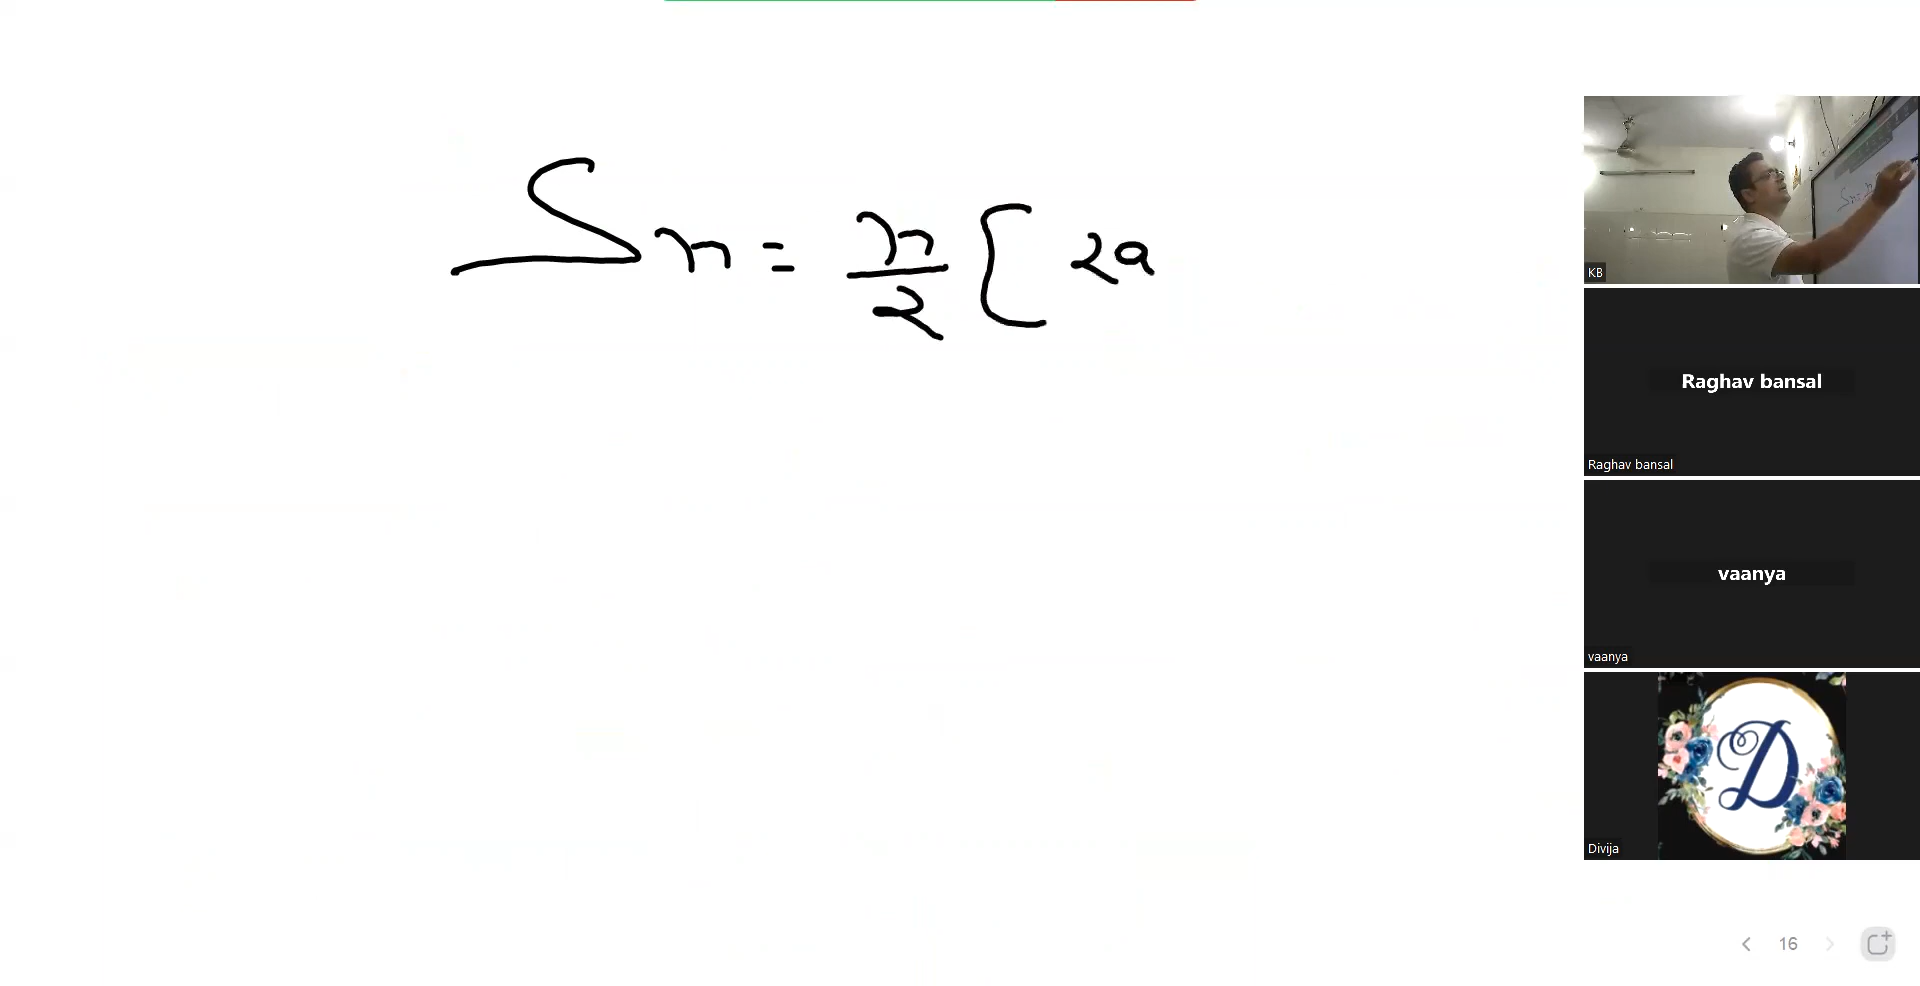 Sn = n/2 [ 2a
KB
Raghav bansal
Raghav bansal
vaanya
vaanya
D
Divija
16